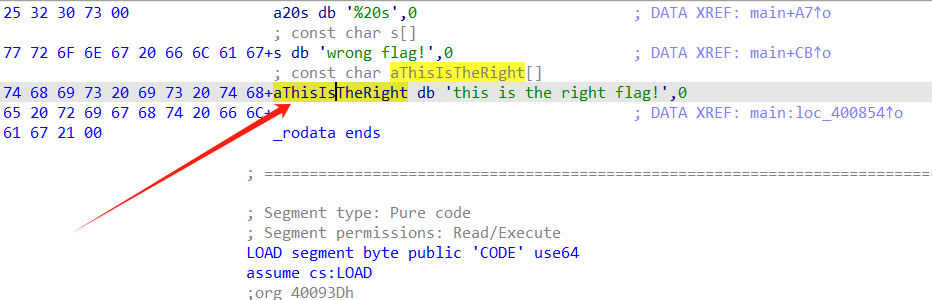 25 32 30 73 00 a20s db '%20s',0 ; DATA XREF: main+A7↑o
; const char s[]
77 72 6F 6E 67 20 66 6C 61 67+s db 'wrong flag!',0 ; DATA XREF: main+CB↑o
; const char aThisIsTheRight[]
74 68 69 73 20 69 73 20 74 68+aThisIsTheRight db 'this is the right flag!',0
65 20 72 69 67 68 74 20 66 6C+ ; DATA XREF: main:loc_400854↑o
61 67 21 00 _rodata ends
; ===========================================================================
; Segment type: Pure code
; Segment permissions: Read/Execute
LOAD segment byte public 'CODE' use64
assume cs:LOAD
;org 40093Dh